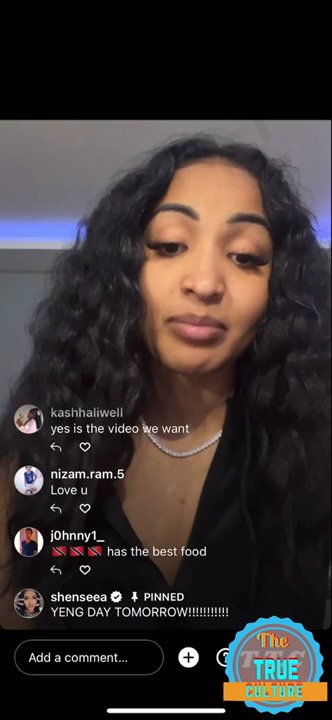 kashhaliwell
yes is the video we want
nizam.ram.5
Love u
j0hnny1_
🇹🇹🇹🇹🇹🇹 has the best food
shenseea PINNED
YENG DAY TOMORROW!!!!!!!!!!!
Add a comment...
The
TRUE
CULTURE